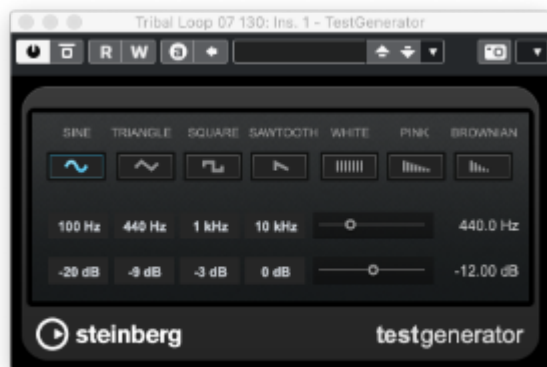 Tribal Loop 07 130: Ins. 1 - TestGenerator
R W a
SINE TRIANGLE SQUARE SAWTOOTH WHITE PINK BROWNIAN
100 Hz 440 Hz 1 kHz 10 kHz 440.0 Hz
-20 dB -9 dB -3 dB 0 dB -12.00 dB
steinberg testgenerator